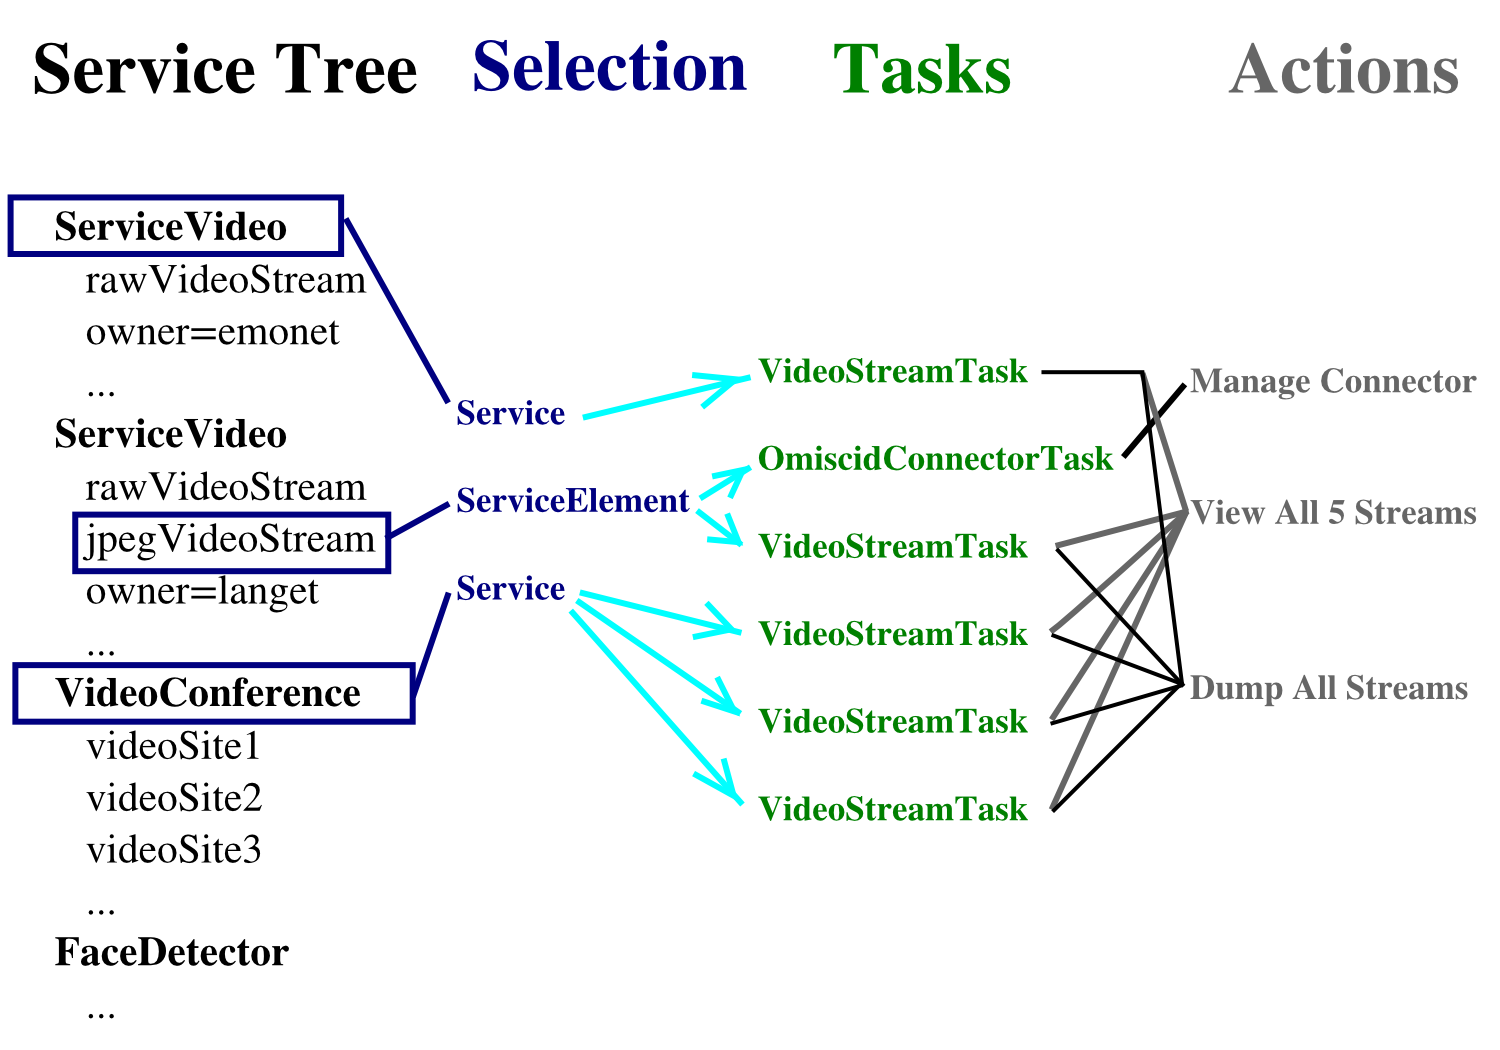 Service Tree
Selection
Tasks
Actions
ServiceVideo
rawVideoStream
owner=emonet
...
ServiceVideo
rawVideoStream
jpegVideoStream
owner=langet
...
VideoConference
videoSite1
videoSite2
videoSite3
...
FaceDetector
...
Service
ServiceElement
Service
VideoStreamTask
OmiscidConnectorTask
VideoStreamTask
VideoStreamTask
VideoStreamTask
VideoStreamTask
Manage Connector
View All 5 Streams
Dump All Streams